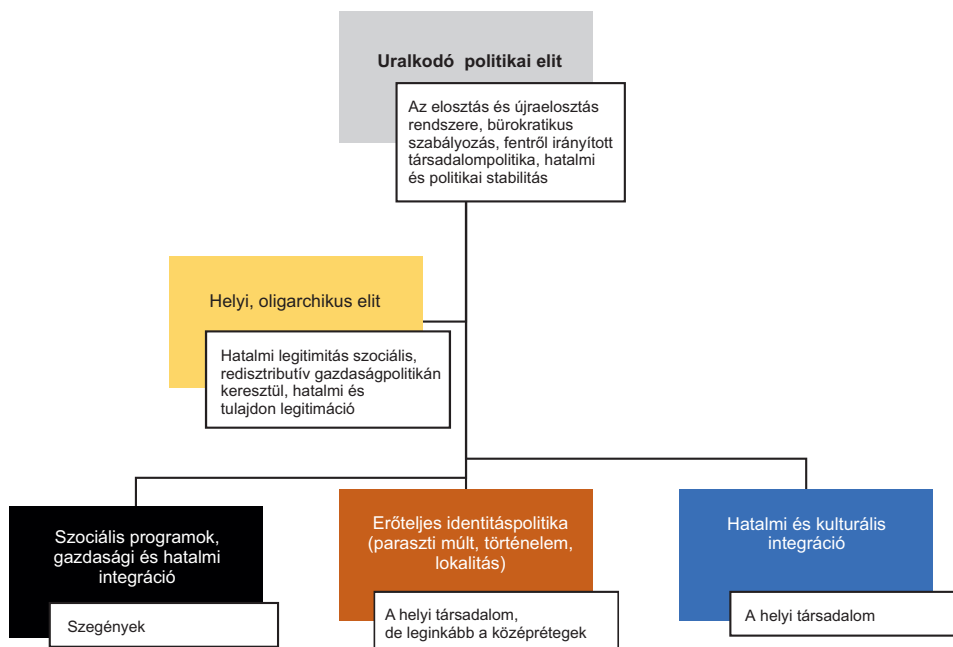 Uralkodó politikai elit
Az elosztás és újraelosztás
rendszere, bürokratikus
szabályozás, fentről irányított
társadalompolitika, hatalmi
és politikai stabilitás
Helyi, oligarchikus elit
Hatalmi legitimitás szociális,
redisztributív gazdaságpolitikán
keresztül, hatalmi és
tulajdon legitimáció
Szociális programok,
gazdasági és hatalmi
integráció
Szegények
Erőteljes identitáspolitika
(paraszti múlt, történelem,
lokalitás)
A helyi társadalom,
de leginkább a középrétegek
Hatalmi és kulturális
integráció
A helyi társadalom